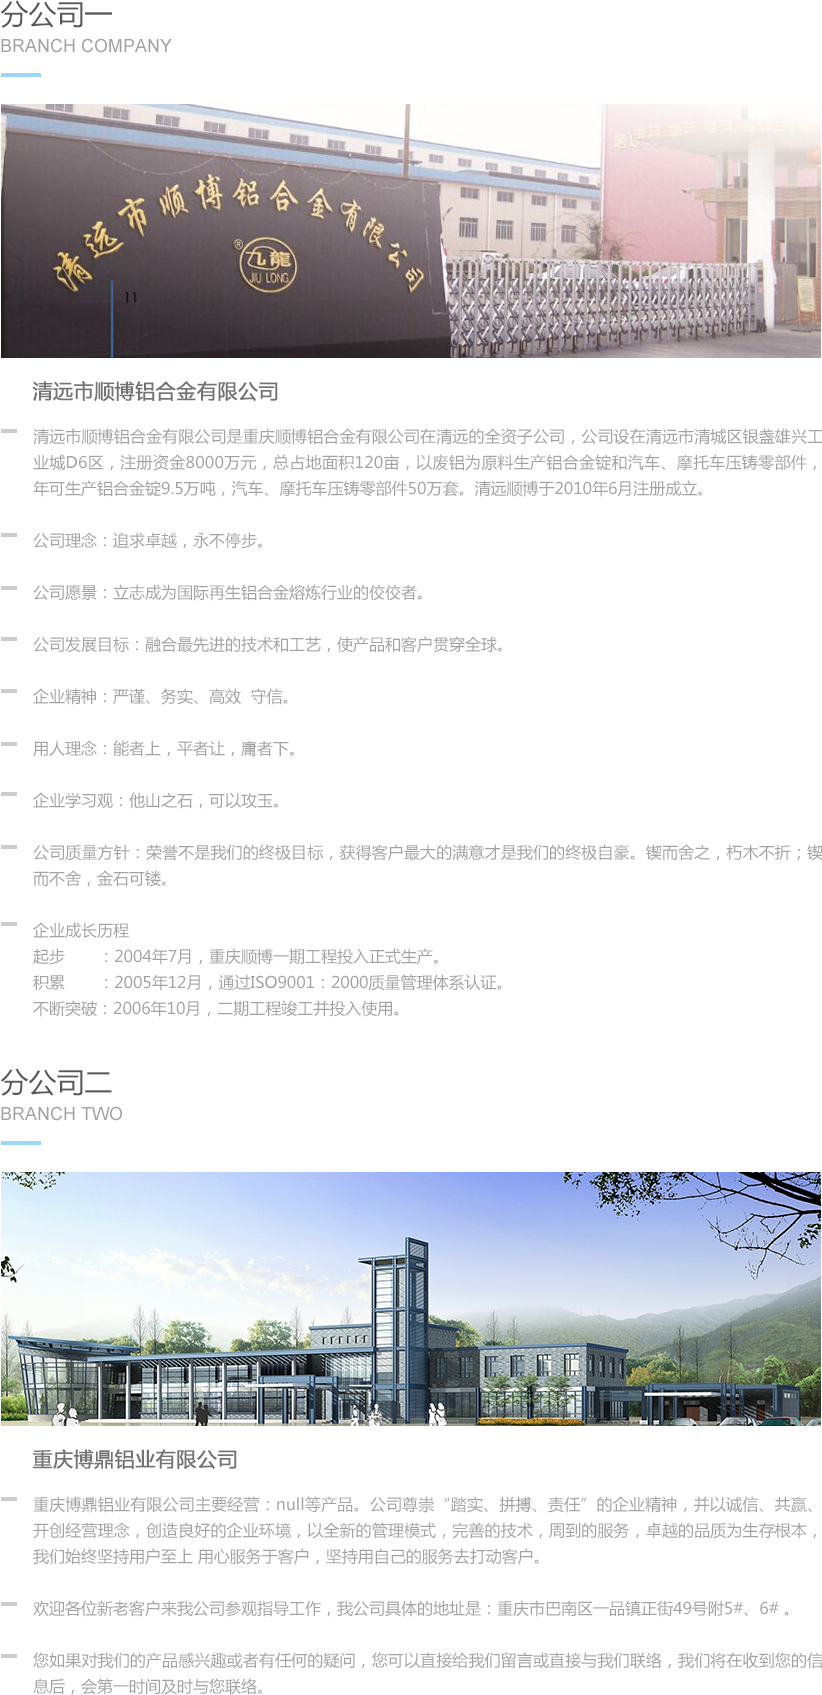 分公司一
BRANCH COMPANY
清远市顺博铝合金有限公司
®
九龍
JIU LONG
11
清远市顺博铝合金有限公司
清远市顺博铝合金有限公司是重庆顺博铝合金有限公司在清远的全资子公司，公司设在清远市清城区银盏雄兴工
业城D6区，注册资金8000万元，总占地面积120亩，以废铝为原料生产铝合金锭和汽车、摩托车压铸零部件，
年可生产铝合金锭9.5万吨，汽车、摩托车压铸零部件50万套。清远顺博于2010年6月注册成立。
公司理念：追求卓越，永不停步。
公司愿景：立志成为国际再生铝合金熔炼行业的佼佼者。
公司发展目标：融合最先进的技术和工艺，使产品和客户贯穿全球。
企业精神：严谨、务实、高效 守信。
用人理念：能者上，平者让，庸者下。
企业学习观：他山之石，可以攻玉。
公司质量方针：荣誉不是我们的终极目标，获得客户最大的满意才是我们的终极自豪。锲而舍之，朽木不折；锲
而不舍，金石可镂。
企业成长历程
起步 ：2004年7月，重庆顺博一期工程投入正式生产。
积累 ：2005年12月，通过ISO9001：2000质量管理体系认证。
不断突破：2006年10月，二期工程竣工并投入使用。
分公司二
BRANCH TWO
重庆博鼎铝业有限公司
重庆博鼎铝业有限公司主要经营：null等产品。公司尊崇“踏实、拼搏、责任”的企业精神，并以诚信、共赢、
开创经营理念，创造良好的企业环境，以全新的管理模式，完善的技术，周到的服务，卓越的品质为生存根本，
我们始终坚持用户至上 用心服务于客户，坚持用自己的服务去打动客户。
欢迎各位新老客户来我公司参观指导工作，我公司具体的地址是：重庆市巴南区一品镇正街49号附5#、6# 。
您如果对我们的产品感兴趣或者有任何的疑问，您可以直接给我们留言或直接与我们联络，我们将在收到您的信
息后，会第一时间及时与您联络。